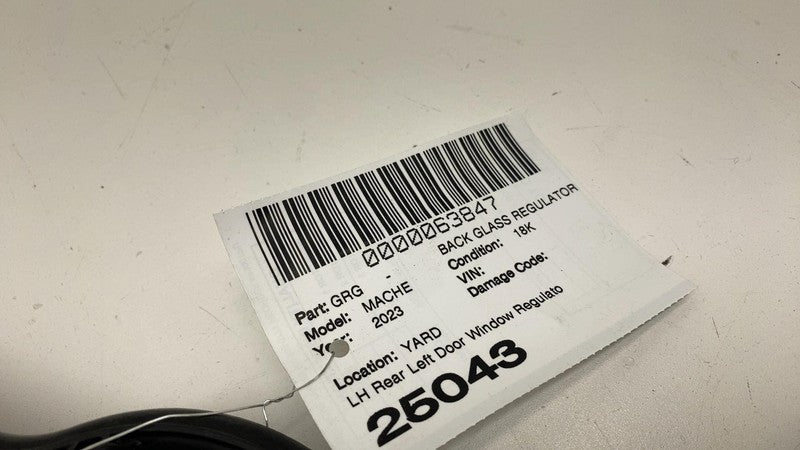 0000063847
Part: GRG - BACK GLASS REGULATOR
Model: MACHE Condition: 18K
Year: 2023 VIN:
Damage Code:
Location: YARD
LH Rear Left Door Window Regulato
25043